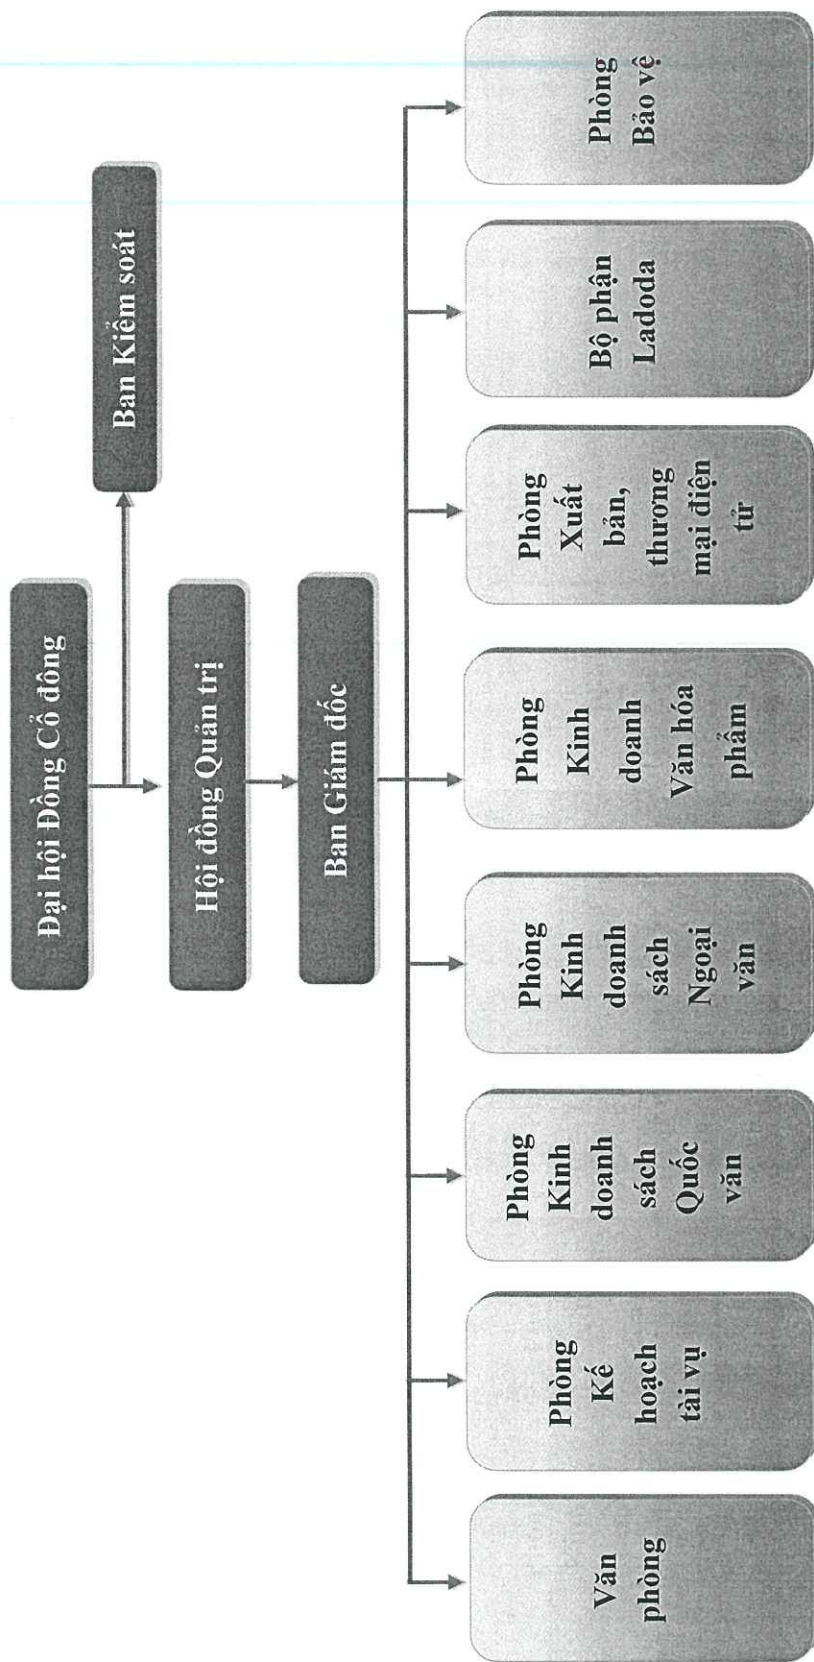 Đại hội Đồng Cổ đông
Ban Kiểm soát
Hội đồng Quản trị
Ban Giám đốc
Văn
phòng
Phòng
Kế
hoạch
tài vụ
Phòng
Kinh
doanh
sách
Quốc
văn
Phòng
Kinh
doanh
sách
Ngoại
văn
Phòng
Kinh
doanh
Văn hóa
phẩm
Phòng
Xuất
bản,
thương
mại điện
tử
Bộ phận
Ladoda
Phòng
Bảo vệ